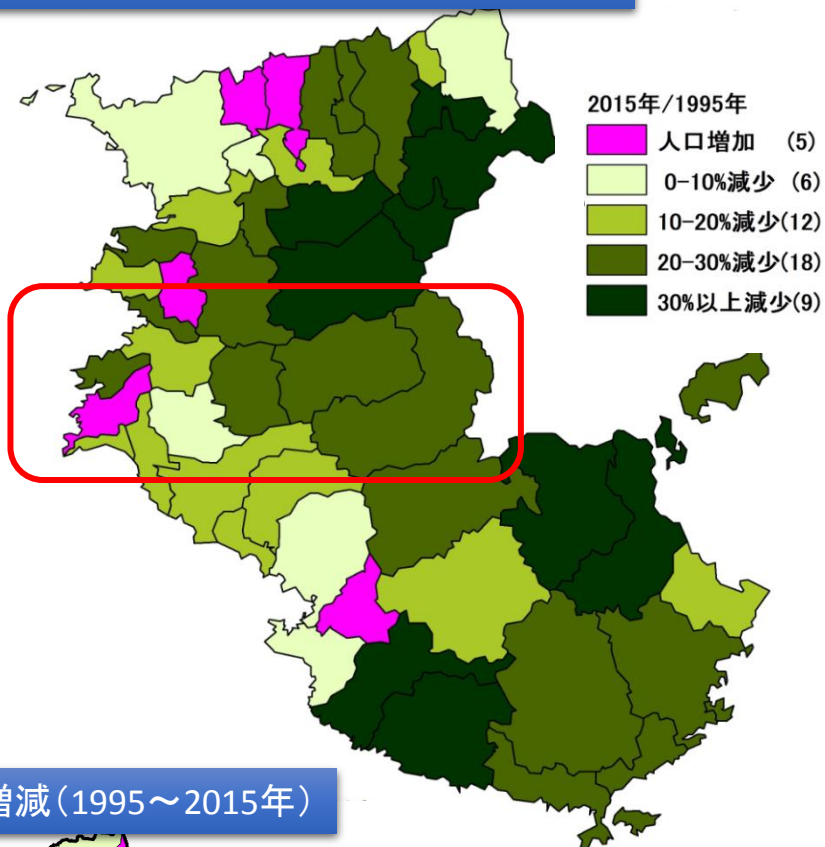 2015年/1995年
人口増加 (5)
0-10%減少 (6)
10-20%減少(12)
20-30%減少(18)
30%以上減少(9)
増減(1995~2015年)